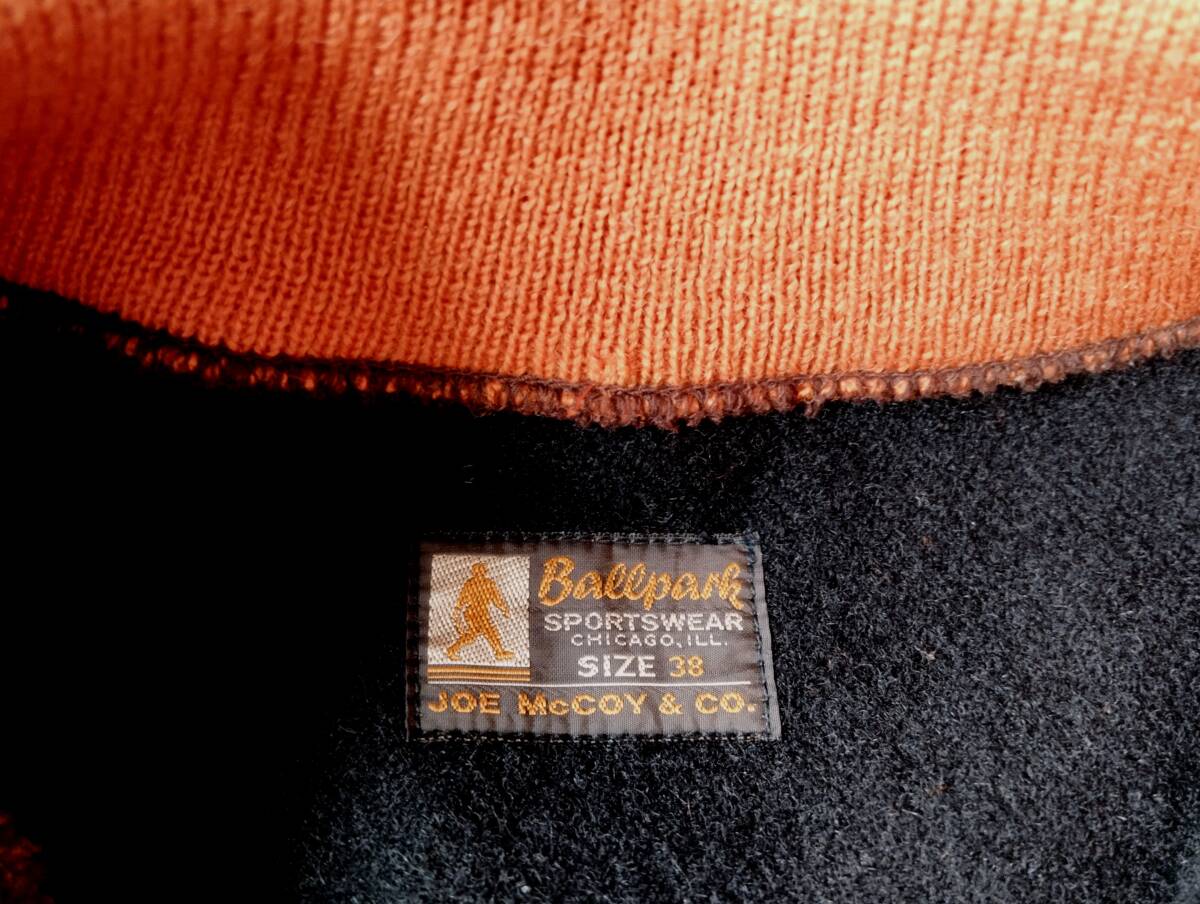 Ballpark
SPORTSWEAR
CHICAGO, ILL.
SIZE 38
JOE McCOY & CO.